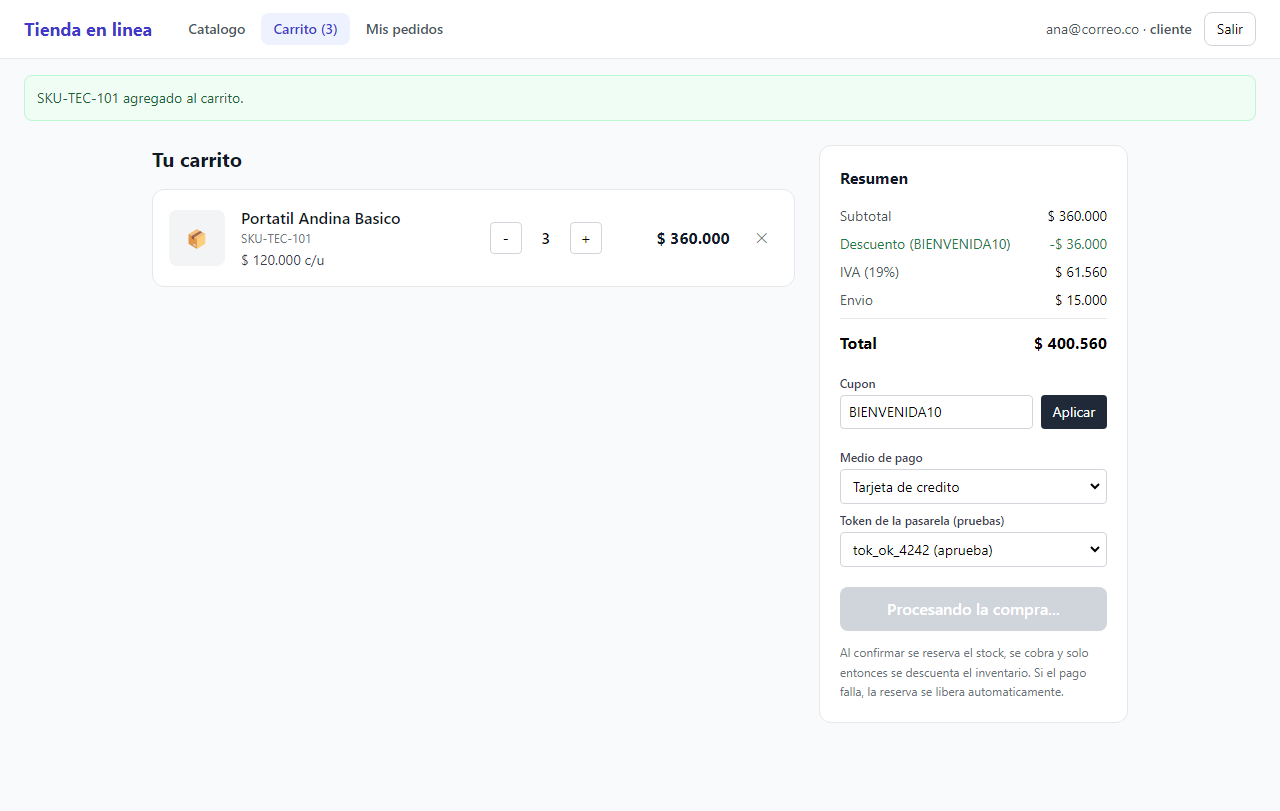 Tienda en linea
Catalogo
Carrito (3)
Mis pedidos
ana@correo.co · cliente
Salir
SKU-TEC-101 agregado al carrito.
Tu carrito
Portatil Andina Basico
SKU-TEC-101
$ 120.000 c/u
-
3
+
$ 360.000
×
Resumen
Subtotal $ 360.000
Descuento (BIENVENIDA10) -$ 36.000
IVA (19%) $ 61.560
Envio $ 15.000
Total $ 400.560
Cupon
BIENVENIDA10
Aplicar
Medio de pago
Tarjeta de credito
Token de la pasarela (pruebas)
tok_ok_4242 (aprueba)
Procesando la compra...
Al confirmar se reserva el stock, se cobra y solo
entonces se descuenta el inventario. Si el pago
falla, la reserva se libera automaticamente.